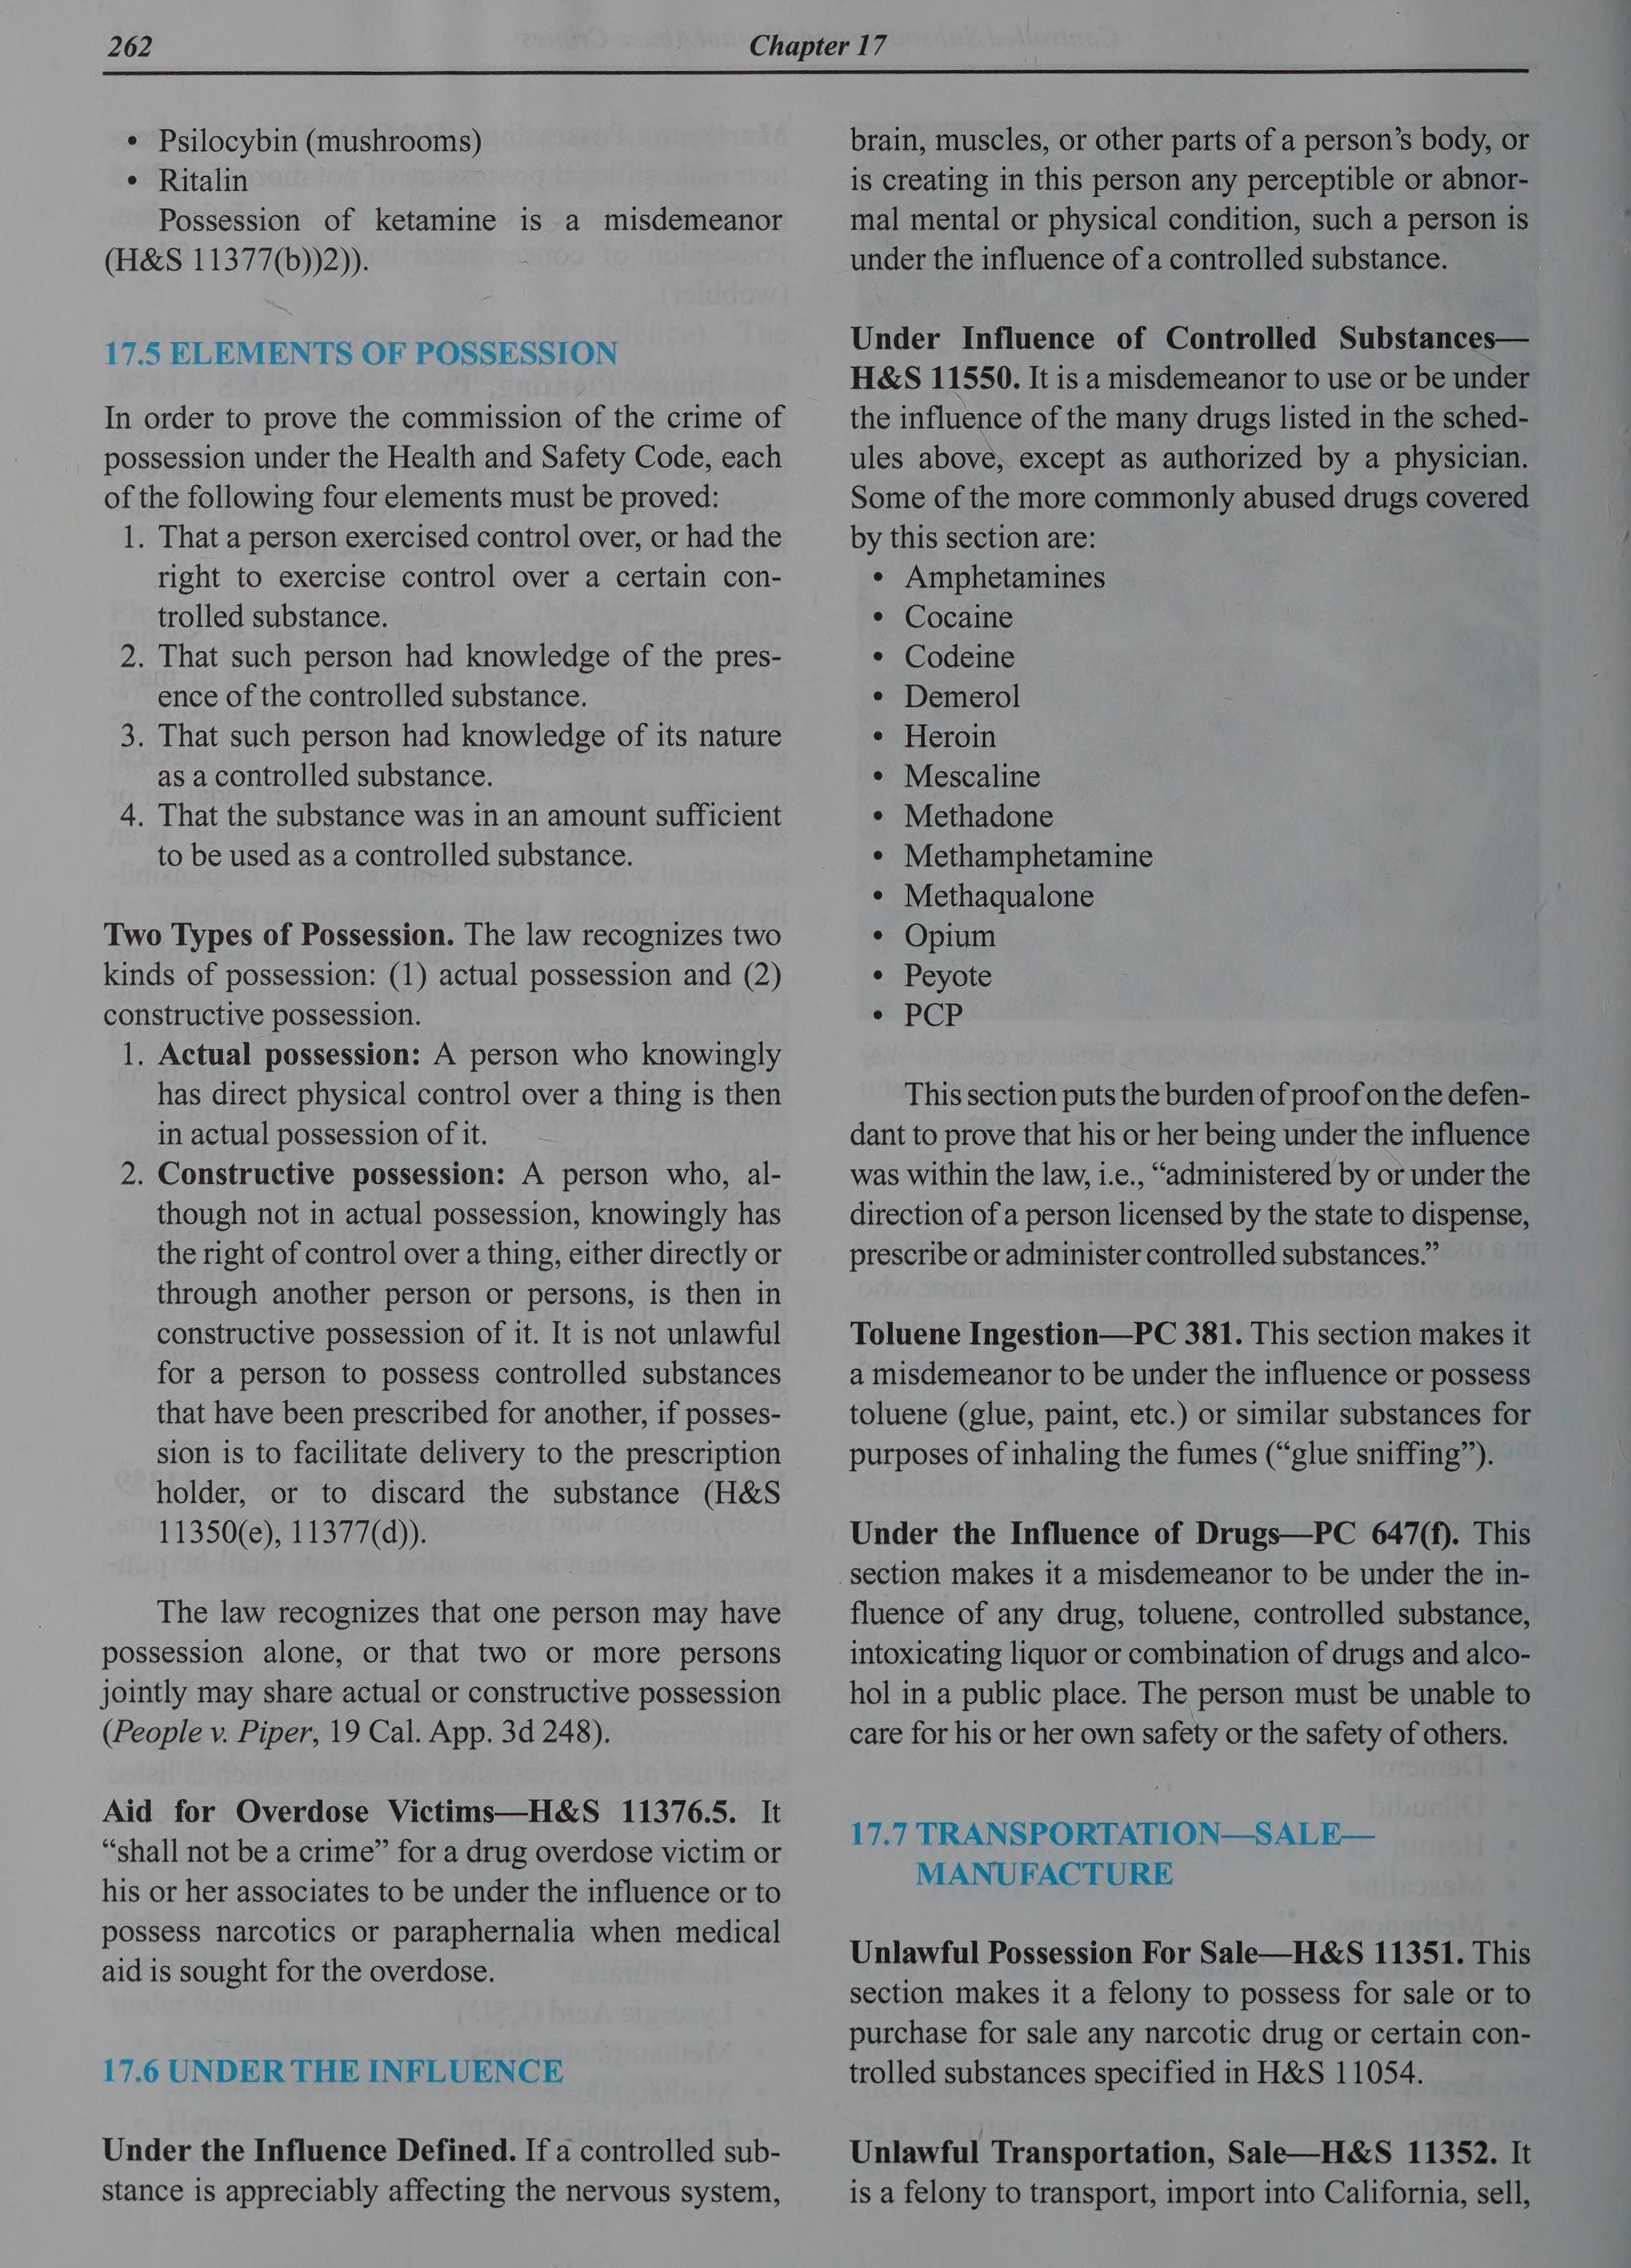 262
Chapter 17
• Psilocybin (mushrooms)
• Ritalin
Possession of ketamine is a misdemeanor
(H&S 11377(b))2)).
17.5 ELEMENTS OF POSSESSION
In order to prove the commission of the crime of
possession under the Health and Safety Code, each
of the following four elements must be proved:
1. That a person exercised control over, or had the
right to exercise control over a certain con-
trolled substance.
2. That such person had knowledge of the pres-
ence of the controlled substance.
3. That such person had knowledge of its nature
as a controlled substance.
4. That the substance was in an amount sufficient
to be used as a controlled substance.
Two Types of Possession. The law recognizes two
kinds of possession: (1) actual possession and (2)
constructive possession.
1. Actual possession: A person who knowingly
has direct physical control over a thing is then
in actual possession of it.
2. Constructive possession: A person who, al-
though not in actual possession, knowingly has
the right of control over a thing, either directly or
through another person or persons, is then in
constructive possession of it. It is not unlawful
for a person to possess controlled substances
that have been prescribed for another, if posses-
sion is to facilitate delivery to the prescription
holder, or to discard the substance (H&S
11350(e), 11377(d)).
The law recognizes that one person may have
possession alone, or that two or more persons
jointly may share actual or constructive possession
(People v. Piper, 19 Cal. App. 3d 248).
Aid for Overdose Victims—H&S 11376.5. It
“shall not be a crime” for a drug overdose victim or
his or her associates to be under the influence or to
possess narcotics or paraphernalia when medical
aid is sought for the overdose.
17.6 UNDER THE INFLUENCE
Under the Influence Defined. If a controlled sub-
stance is appreciably affecting the nervous system,
brain, muscles, or other parts of a person’s body, or
is creating in this person any perceptible or abnor-
mal mental or physical condition, such a person is
under the influence of a controlled substance.
Under Influence of Controlled Substances—
H&S 11550. It is a misdemeanor to use or be under
the influence of the many drugs listed in the sched-
ules above, except as authorized by a physician.
Some of the more commonly abused drugs covered
by this section are:
• Amphetamines
• Cocaine
• Codeine
• Demerol
• Heroin
• Mescaline
• Methadone
• Methamphetamine
• Methaqualone
• Opium
• Peyote
• PCP
This section puts the burden of proof on the defen-
dant to prove that his or her being under the influence
was within the law, i.e., “administered by or under the
direction of a person licensed by the state to dispense,
prescribe or administer controlled substances.”
Toluene Ingestion—PC 381. This section makes it
a misdemeanor to be under the influence or possess
toluene (glue, paint, etc.) or similar substances for
purposes of inhaling the fumes (“glue sniffing”).
Under the Influence of Drugs—PC 647(f). This
section makes it a misdemeanor to be under the in-
fluence of any drug, toluene, controlled substance,
intoxicating liquor or combination of drugs and alco-
hol in a public place. The person must be unable to
care for his or her own safety or the safety of others.
17.7 TRANSPORTATION—SALE—
MANUFACTURE
Unlawful Possession For Sale—H&S 11351. This
section makes it a felony to possess for sale or to
purchase for sale any narcotic drug or certain con-
trolled substances specified in H&S 11054.
Unlawful Transportation, Sale—H&S 11352. It
is a felony to transport, import into California, sell,